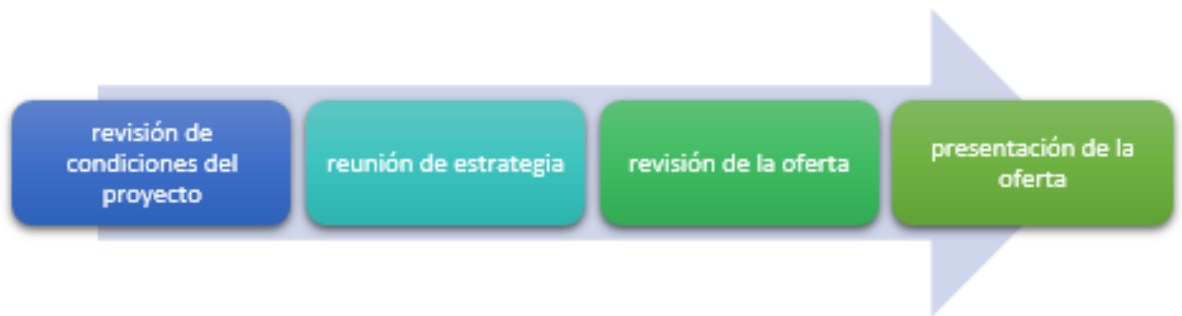 revisión de
condiciones del
proyecto
reunión de estrategia
revisión de la oferta
presentación de la
oferta